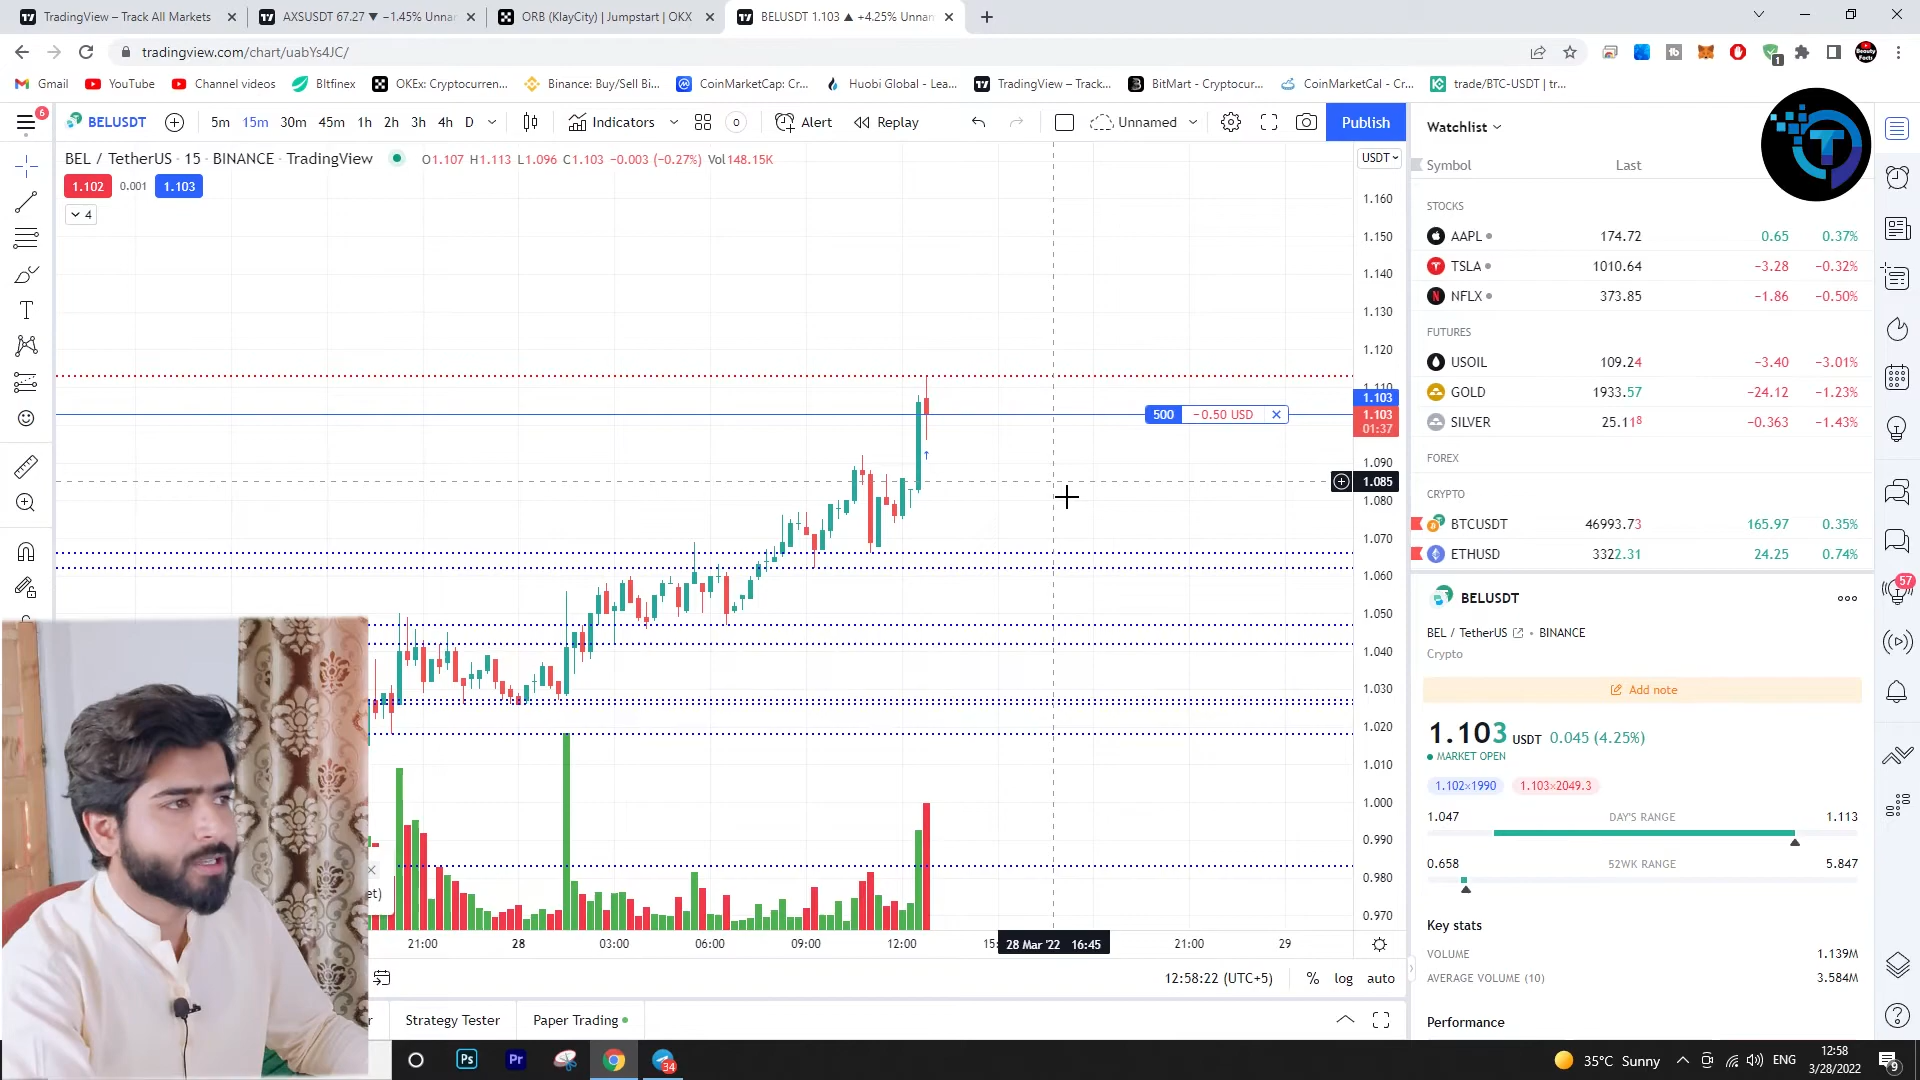 TradingView — Track All Markets
AXSUSDT 67.27 ▼ −1.45% Unnar
ORB (KlayCity) | Jumpstart | OKX
BELUSDT 1.103 ▲ +4.25% Unnar
tradingview.com/chart/uabYs4JC/
Gmail
YouTube
Channel videos
Bitfinex
OKEx: Cryptocurren...
Binance: Buy/Sell Bi...
CoinMarketCap: Cr...
Huobi Global - Lea...
TradingView – Track...
BitMart - Cryptocur...
CoinMarketCal - Cr...
trade/BTC-USDT | tr...
6
BELUSDT
5m 15m 30m 45m 1h 2h 3h 4h D
Indicators
0
Alert
Replay
Unnamed
Publish
BEL / TetherUS · 15 · BINANCE · TradingView
O1.107 H1.113 L1.096 C1.103 −0.003 (−0.27%) Vol148.15K
1.102 0.001 1.103
4
USDT
1.160
1.150
1.140
1.130
1.120
1.110
1.103
1.103
01:37
500 −0.50 USD
1.090
1.085
1.080
1.070
1.060
1.050
1.040
1.030
1.020
1.010
1.000
0.990
0.980
0.970
et)
21:00 28 03:00 06:00 09:00 12:00 15: 28 Mar '22 16:45 21:00 29
12:58:22 (UTC+5) % log auto
r
Strategy Tester
Paper Trading
Watchlist
Symbol Last
STOCKS
AAPL 174.72 0.65 0.37%
TSLA 1010.64 −3.28 −0.32%
NFLX 373.85 −1.86 −0.50%
FUTURES
USOIL 109.24 −3.40 −3.01%
GOLD 1933.57 −24.12 −1.23%
SILVER 25.118 −0.363 −1.43%
FOREX
CRYPTO
BTCUSDT 46993.73 165.97 0.35%
ETHUSD 3322.31 24.25 0.74%
57
BELUSDT
BEL / TetherUS • BINANCE
Crypto
Add note
1.103 USDT 0.045 (4.25%)
MARKET OPEN
1.102×1990 1.103×2049.3
1.047 DAY'S RANGE 1.113
0.658 52WK RANGE 5.847
Key stats
VOLUME 1.139M
AVERAGE VOLUME (10) 3.584M
Performance
Ps
Pr
34
35°C Sunny
ENG
12:58
3/28/2022
9